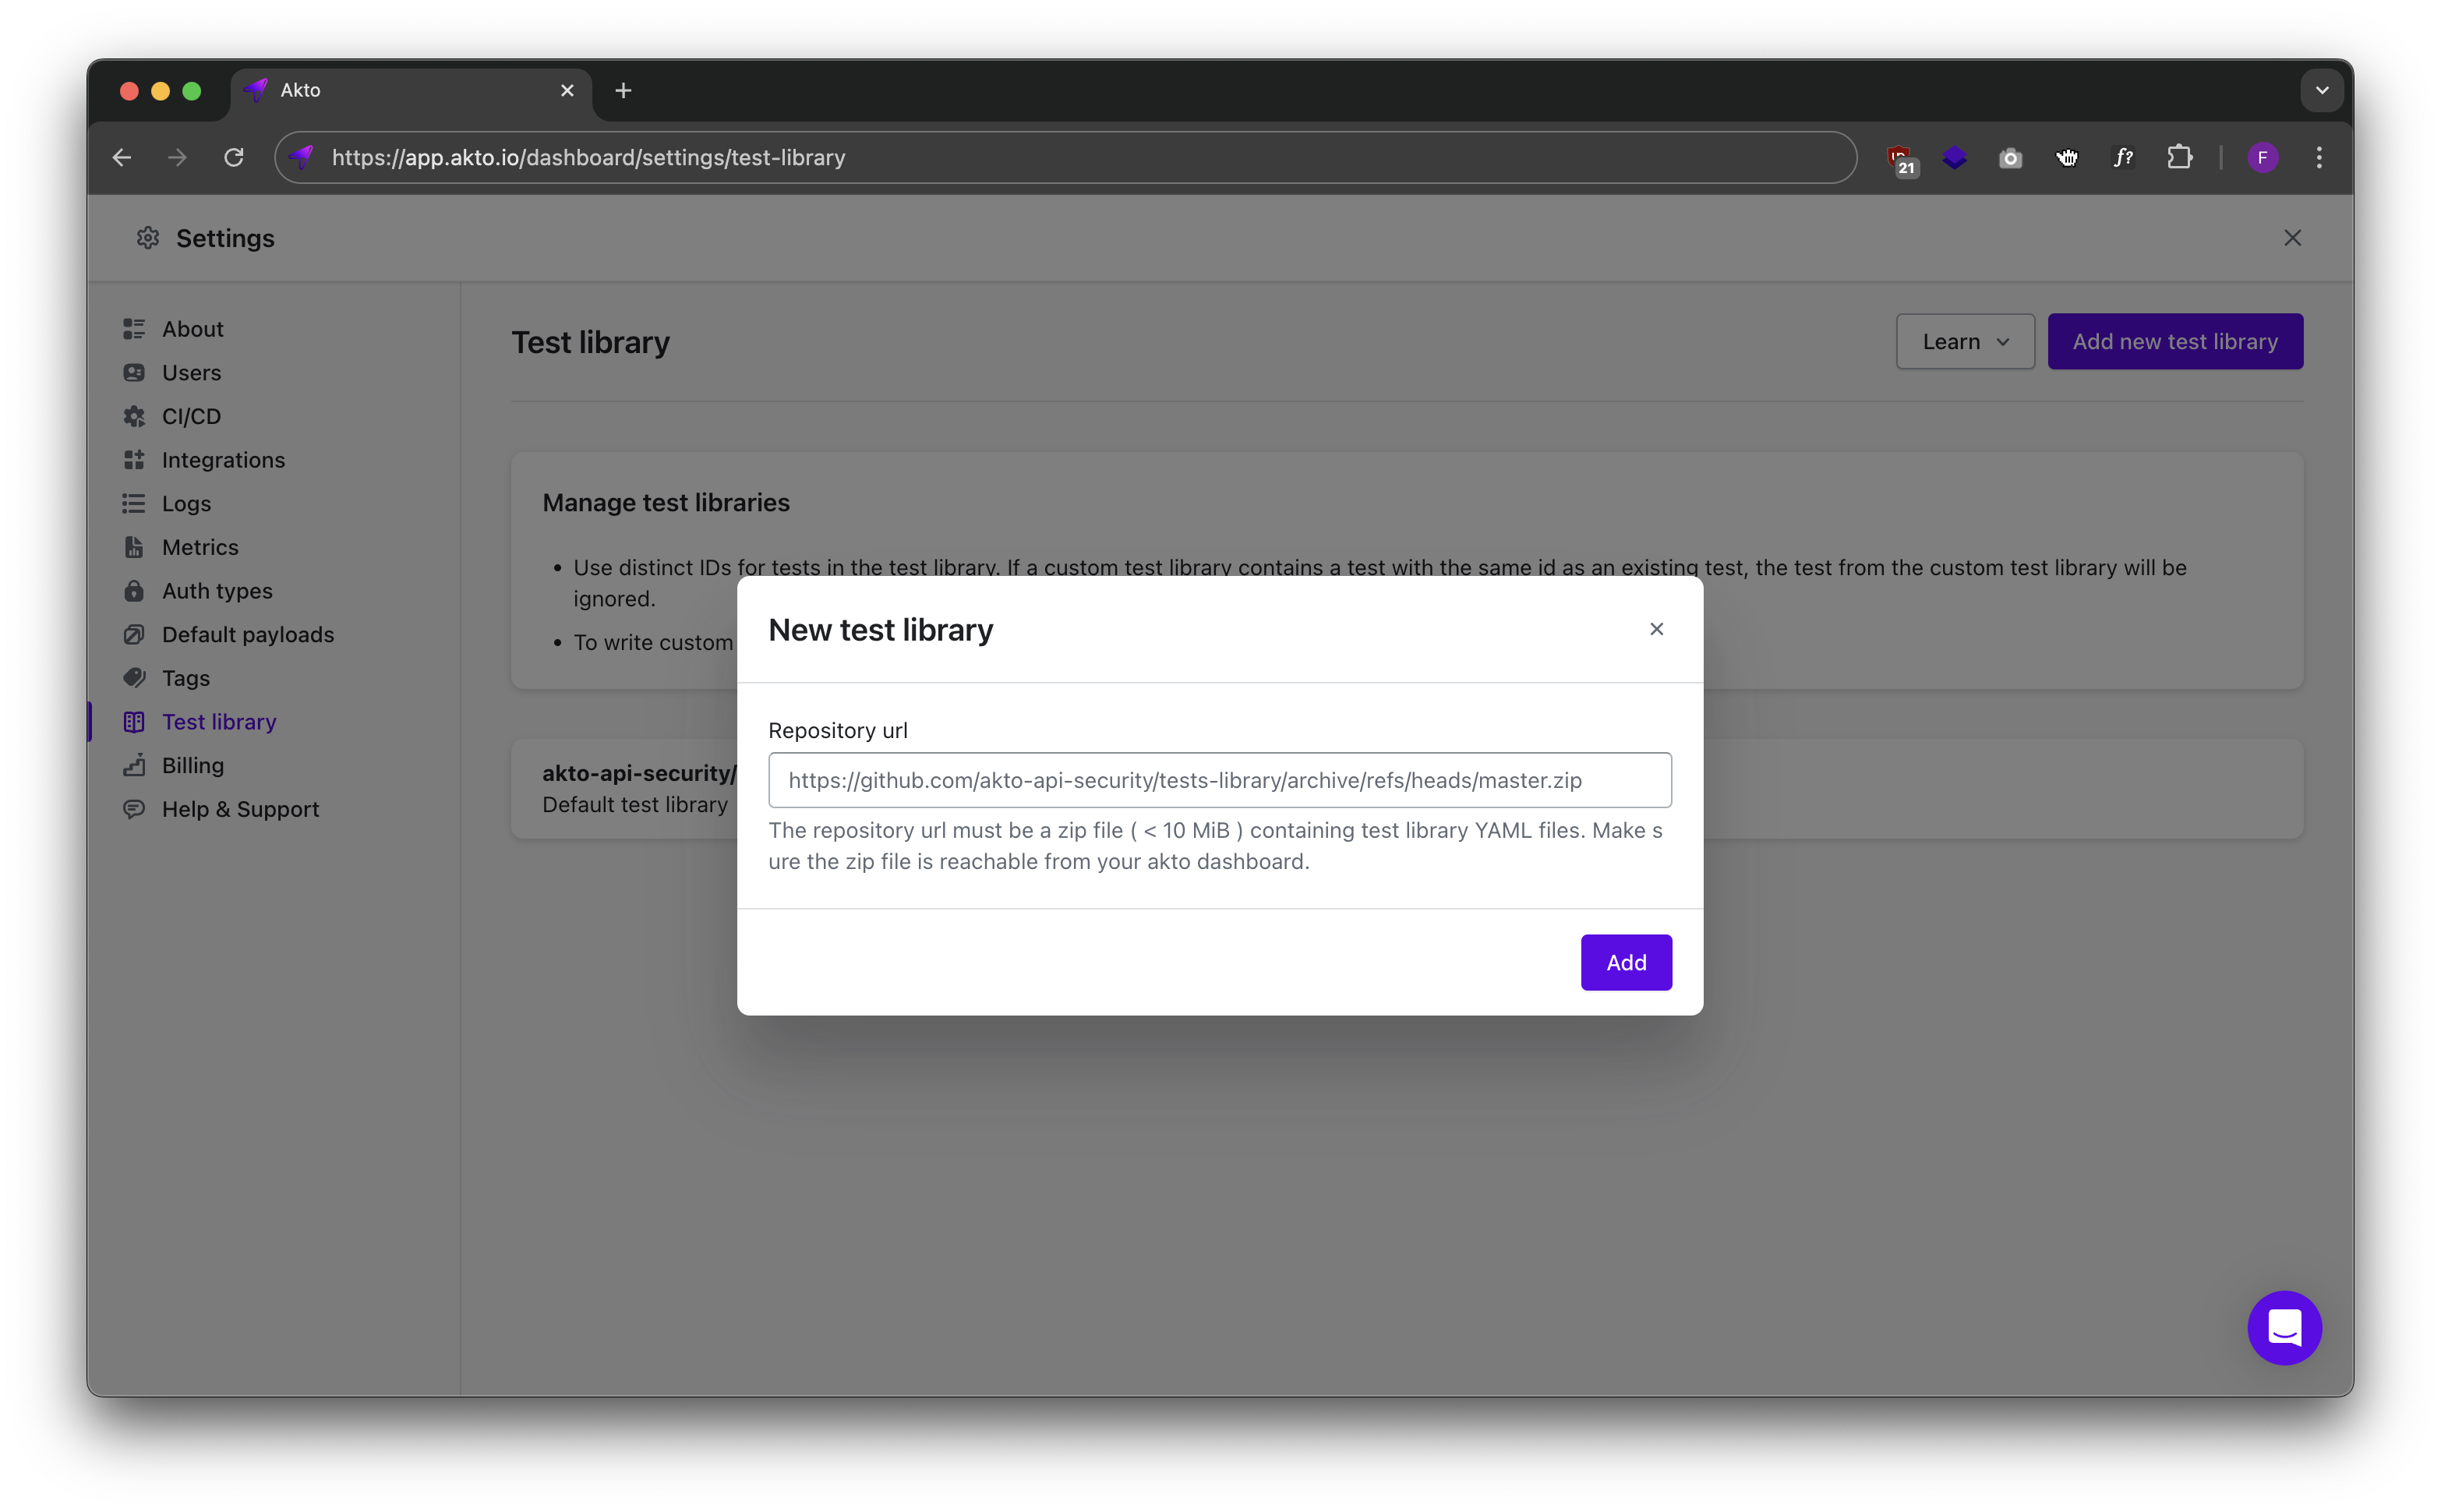 Akto
https://app.akto.io/dashboard/settings/test-library
21
f?
F
Settings
About
Users
CI/CD
Integrations
Logs
Metrics
Auth types
Default payloads
Tags
Test library
Billing
Help & Support
Test library
Learn
Add new test library
Manage test libraries
Use distinct IDs for tests in the test library. If a custom test library contains a test with the same id as an existing test, the test from the custom test library will be
ignored.
To write custom
akto-api-security/
Default test library
New test library
Repository url
https://github.com/akto-api-security/tests-library/archive/refs/heads/master.zip
The repository url must be a zip file ( < 10 MiB ) containing test library YAML files. Make s
ure the zip file is reachable from your akto dashboard.
Add